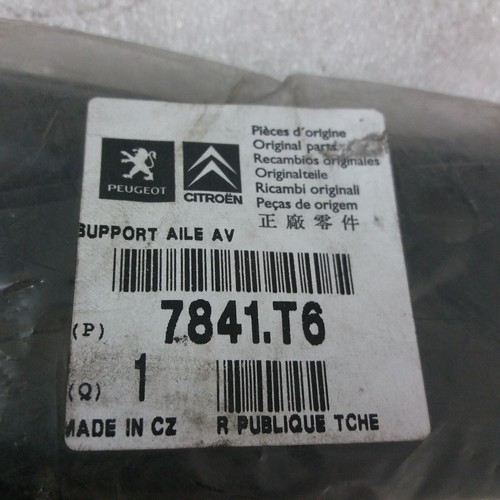 PEUGEOT
CITROËN
Pièces d'origine
Original parts
Recambios originales
Originalteile
Ricambi originali
Peças de origem
正廠零件
SUPPORT AILE AV
(P) 7841.T6
(Q) 1
MADE IN CZ R PUBLIQUE TCHE